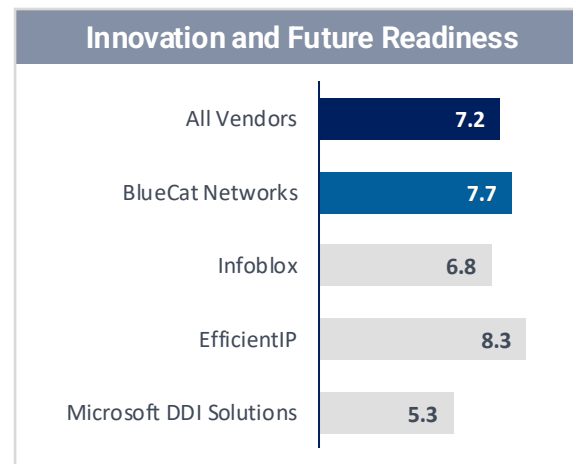 Innovation and Future Readiness
All Vendors 7.2
BlueCat Networks 7.7
Infoblox 6.8
EfficientIP 8.3
Microsoft DDI Solutions 5.3